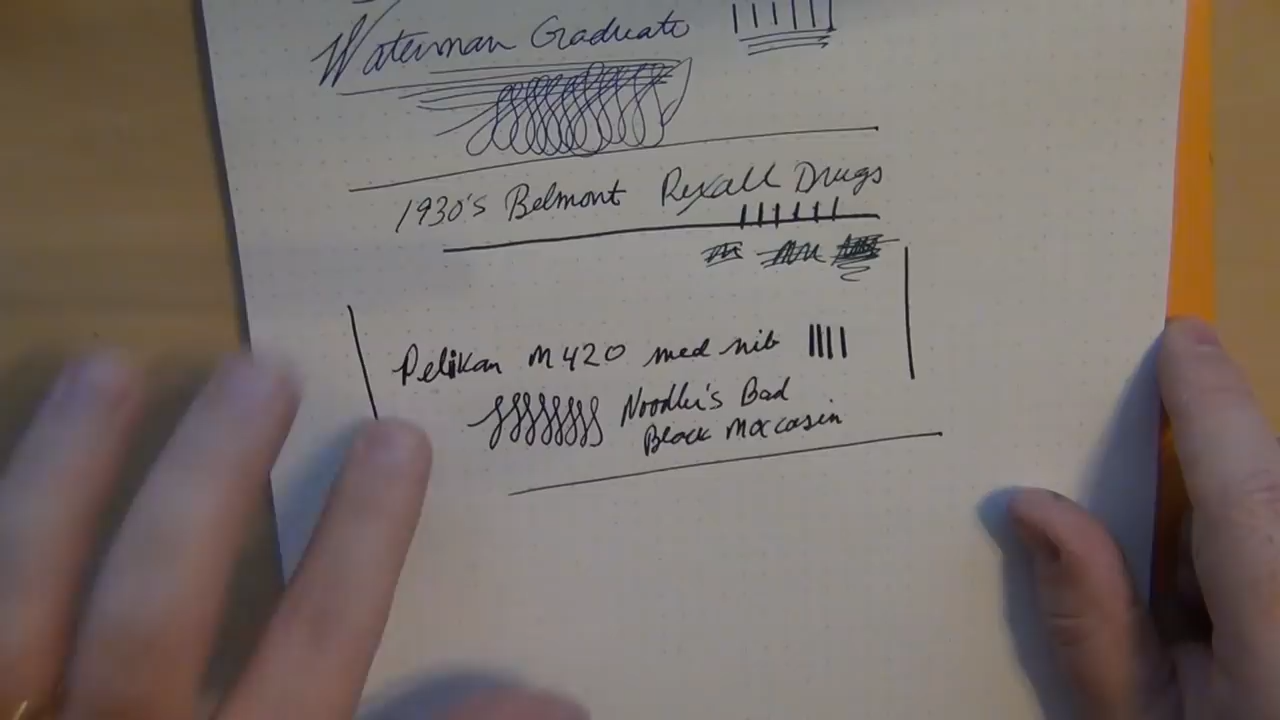 Waterman Graduate
1930's Belmont Rexall Drugs
Pelikan M420 med nib
Noodler's Bad
Black Moccasin